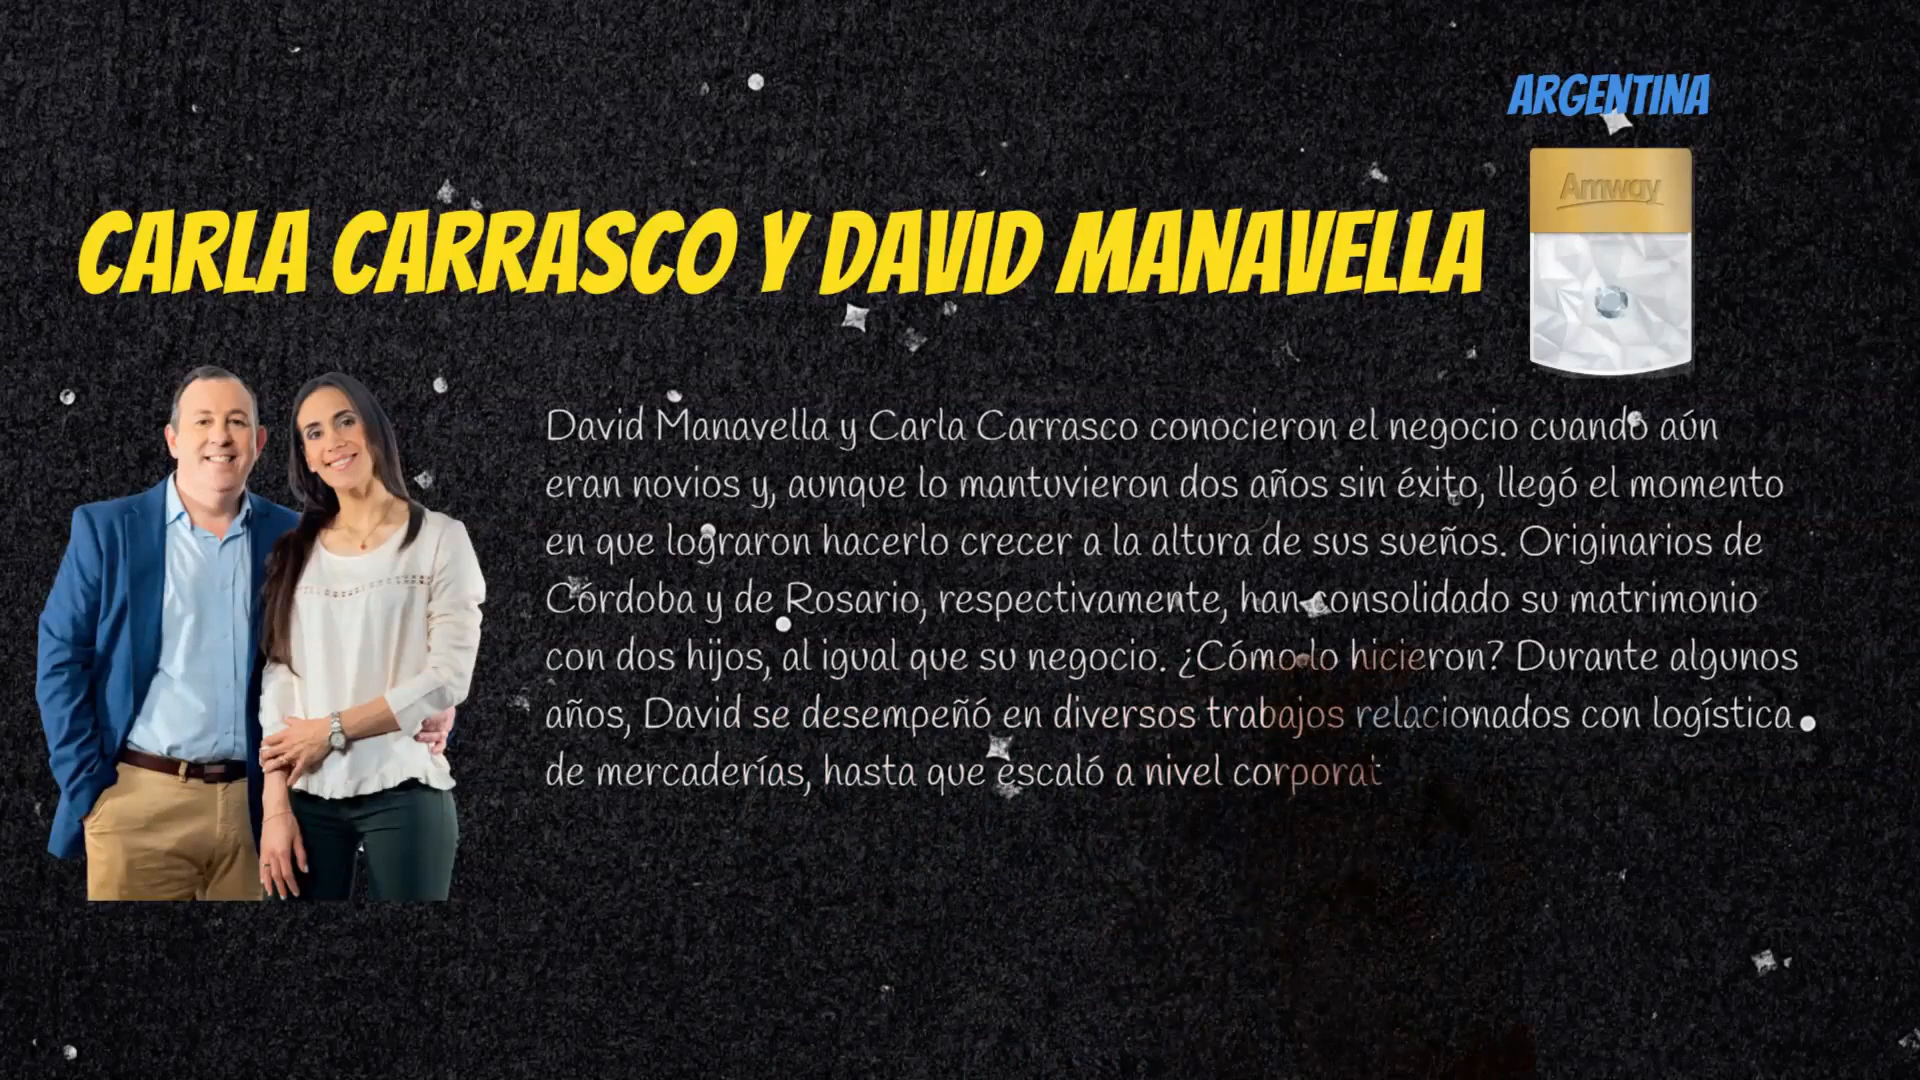 ARGENTINA
Amway
CARLA CARRASCO Y DAVID MANAVELLA
David Manavella y Carla Carrasco conocieron el negocio cuando aún
eran novios y, aunque lo mantuvieron dos años sin éxito, llegó el momento
en que lograron hacerlo crecer a la altura de sus sueños. Originarios de
Córdoba y de Rosario, respectivamente, han consolidado su matrimonio
con dos hijos, al igual que su negocio. ¿Cómo lo hicieron? Durante algunos
años, David se desempeñó en diversos trabajos relacionados con logística
de mercaderías, hasta que escaló a nivel corporat